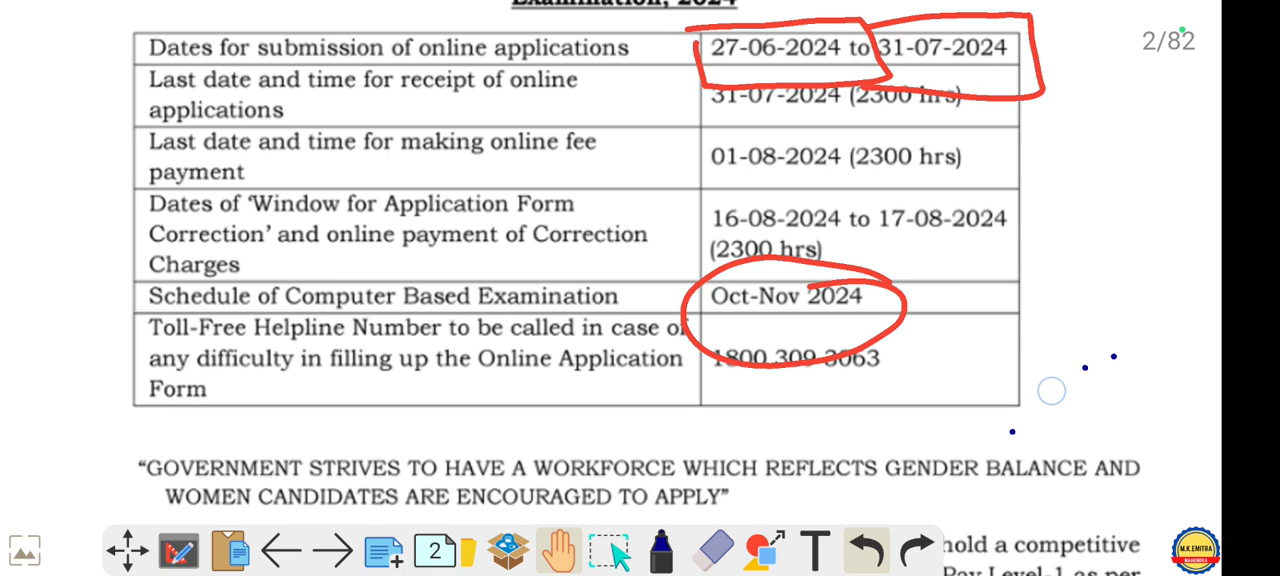 Examination, 2024
Dates for submission of online applications
27-06-2024 to 31-07-2024
Last date and time for receipt of online
applications
31-07-2024 (2300 hrs)
Last date and time for making online fee
payment
01-08-2024 (2300 hrs)
Dates of ‘Window for Application Form
Correction’ and online payment of Correction
Charges
16-08-2024 to 17-08-2024
(2300 hrs)
Schedule of Computer Based Examination
Oct-Nov 2024
Toll-Free Helpline Number to be called in case of
any difficulty in filling up the Online Application
Form
1800 309 3063
2/82
“GOVERNMENT STRIVES TO HAVE A WORKFORCE WHICH REFLECTS GENDER BALANCE AND
WOMEN CANDIDATES ARE ENCOURAGED TO APPLY”
hold a competitive
Pay Level-1 as per
2
T
M.K.EMITRA